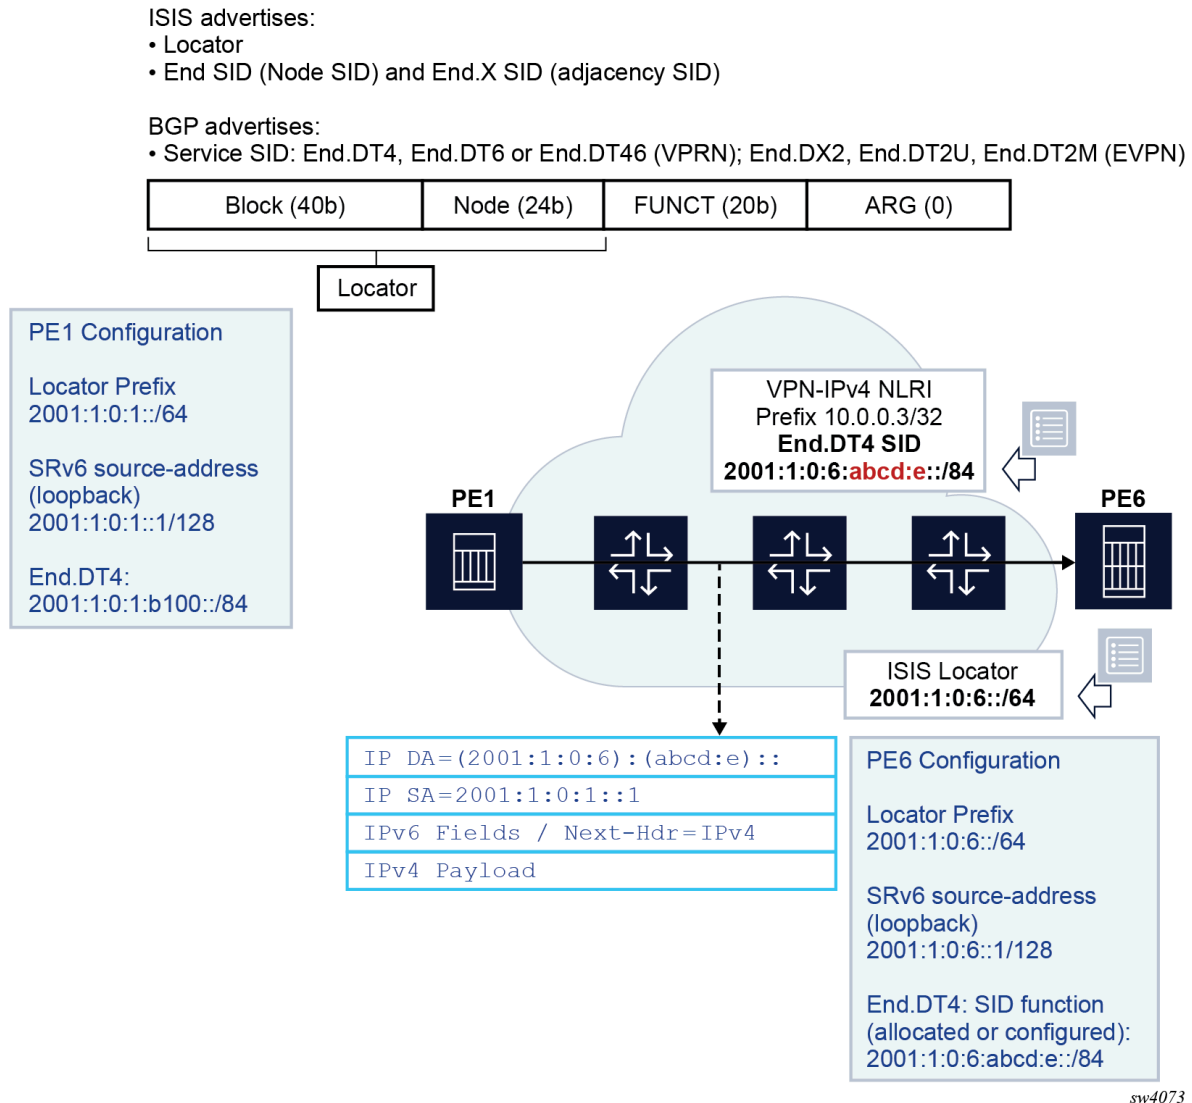 ISIS advertises:
• Locator
• End SID (Node SID) and End.X SID (adjacency SID)
BGP advertises:
• Service SID: End.DT4, End.DT6 or End.DT46 (VPRN); End.DX2, End.DT2U, End.DT2M (EVPN)
Block (40b) Node (24b) FUNCT (20b) ARG (0)
Locator
PE1 Configuration
Locator Prefix
2001:1:0:1::/64
SRv6 source-address
(loopback)
2001:1:0:1::1/128
End.DT4:
2001:1:0:1:b100::/84
VPN-IPv4 NLRI
Prefix 10.0.0.3/32
End.DT4 SID
2001:1:0:6:abcd:e::/84
PE1
PE6
ISIS Locator
2001:1:0:6::/64
IP DA=(2001:1:0:6):(abcd:e)::
IP SA=2001:1:0:1::1
IPv6 Fields / Next-Hdr=IPv4
IPv4 Payload
PE6 Configuration
Locator Prefix
2001:1:0:6::/64
SRv6 source-address
(loopback)
2001:1:0:6::1/128
End.DT4: SID function
(allocated or configured):
2001:1:0:6:abcd:e::/84
sw4073